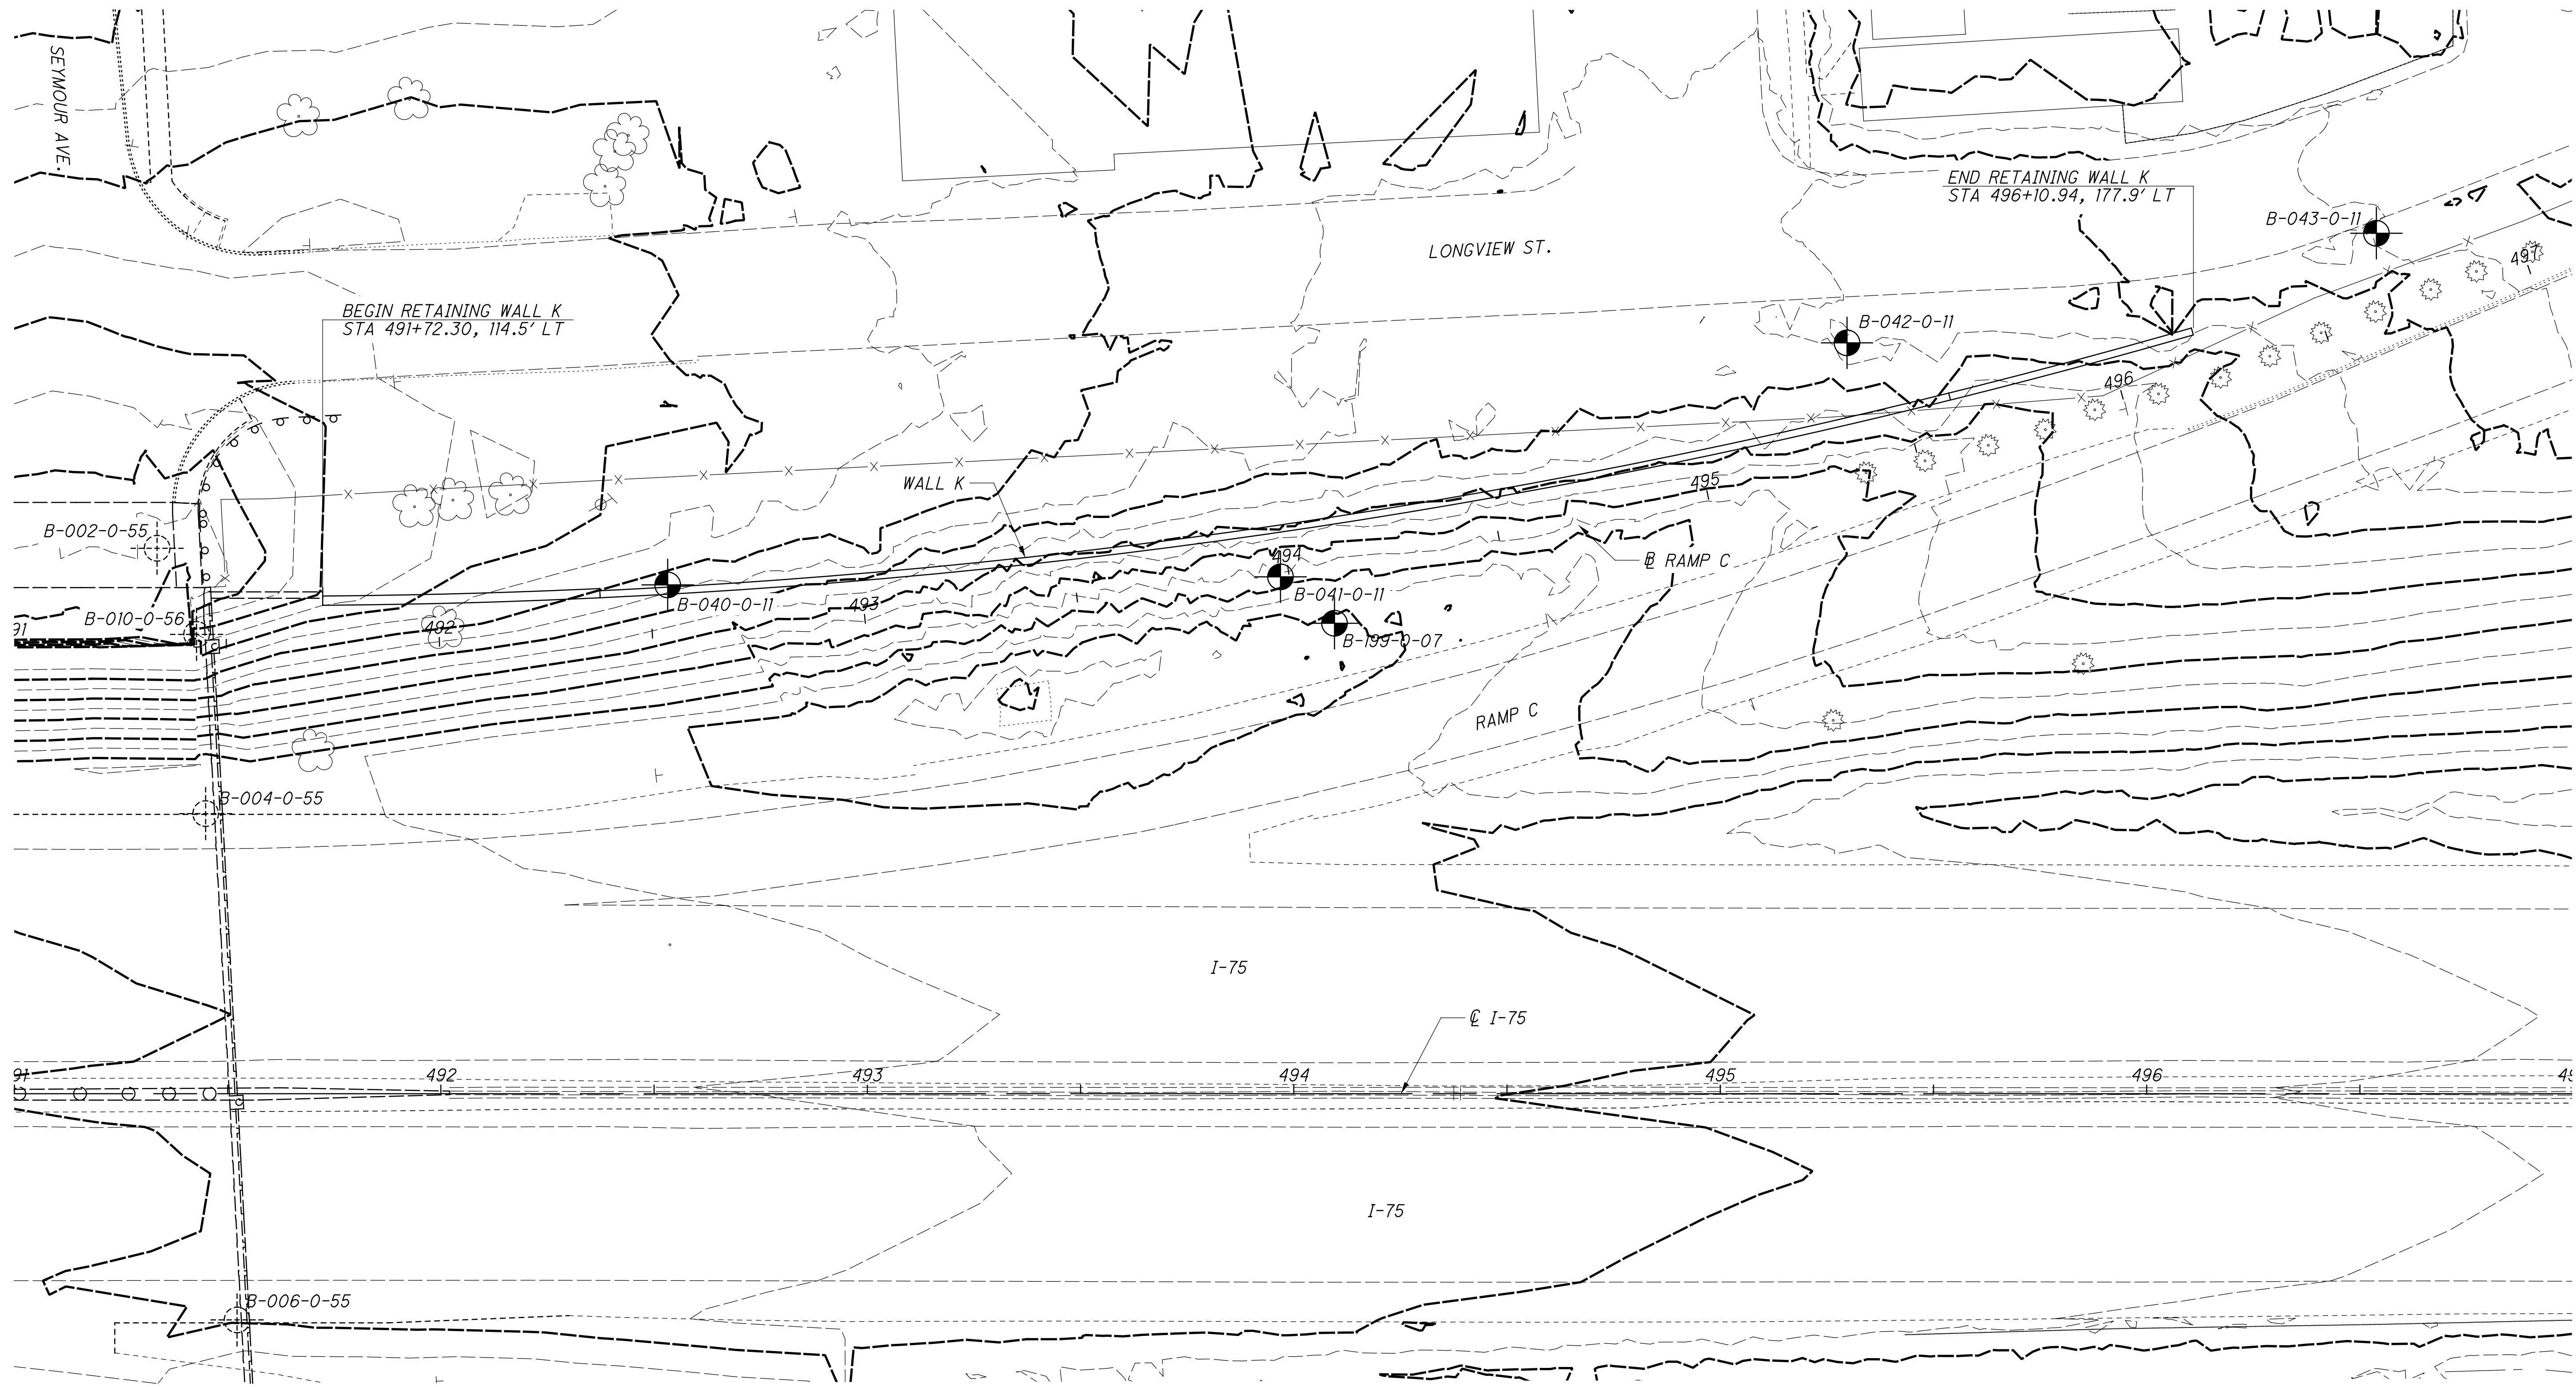 SEYMOUR AVE.
END RETAINING WALL K
STA 496+10.94, 177.9' LT
B-043-0-11
LONGVIEW ST.
497
BEGIN RETAINING WALL K
STA 491+72.30, 114.5' LT
B-042-0-11
496
WALL K
495
B-002-0-55
494
℄ RAMP C
B-040-0-11
B-041-0-11
493
B-010-0-56
492
91
B-199-0-07
RAMP C
B-004-0-55
I-75
℄ I-75
91
492
493
494
495
496
49
I-75
B-006-0-55